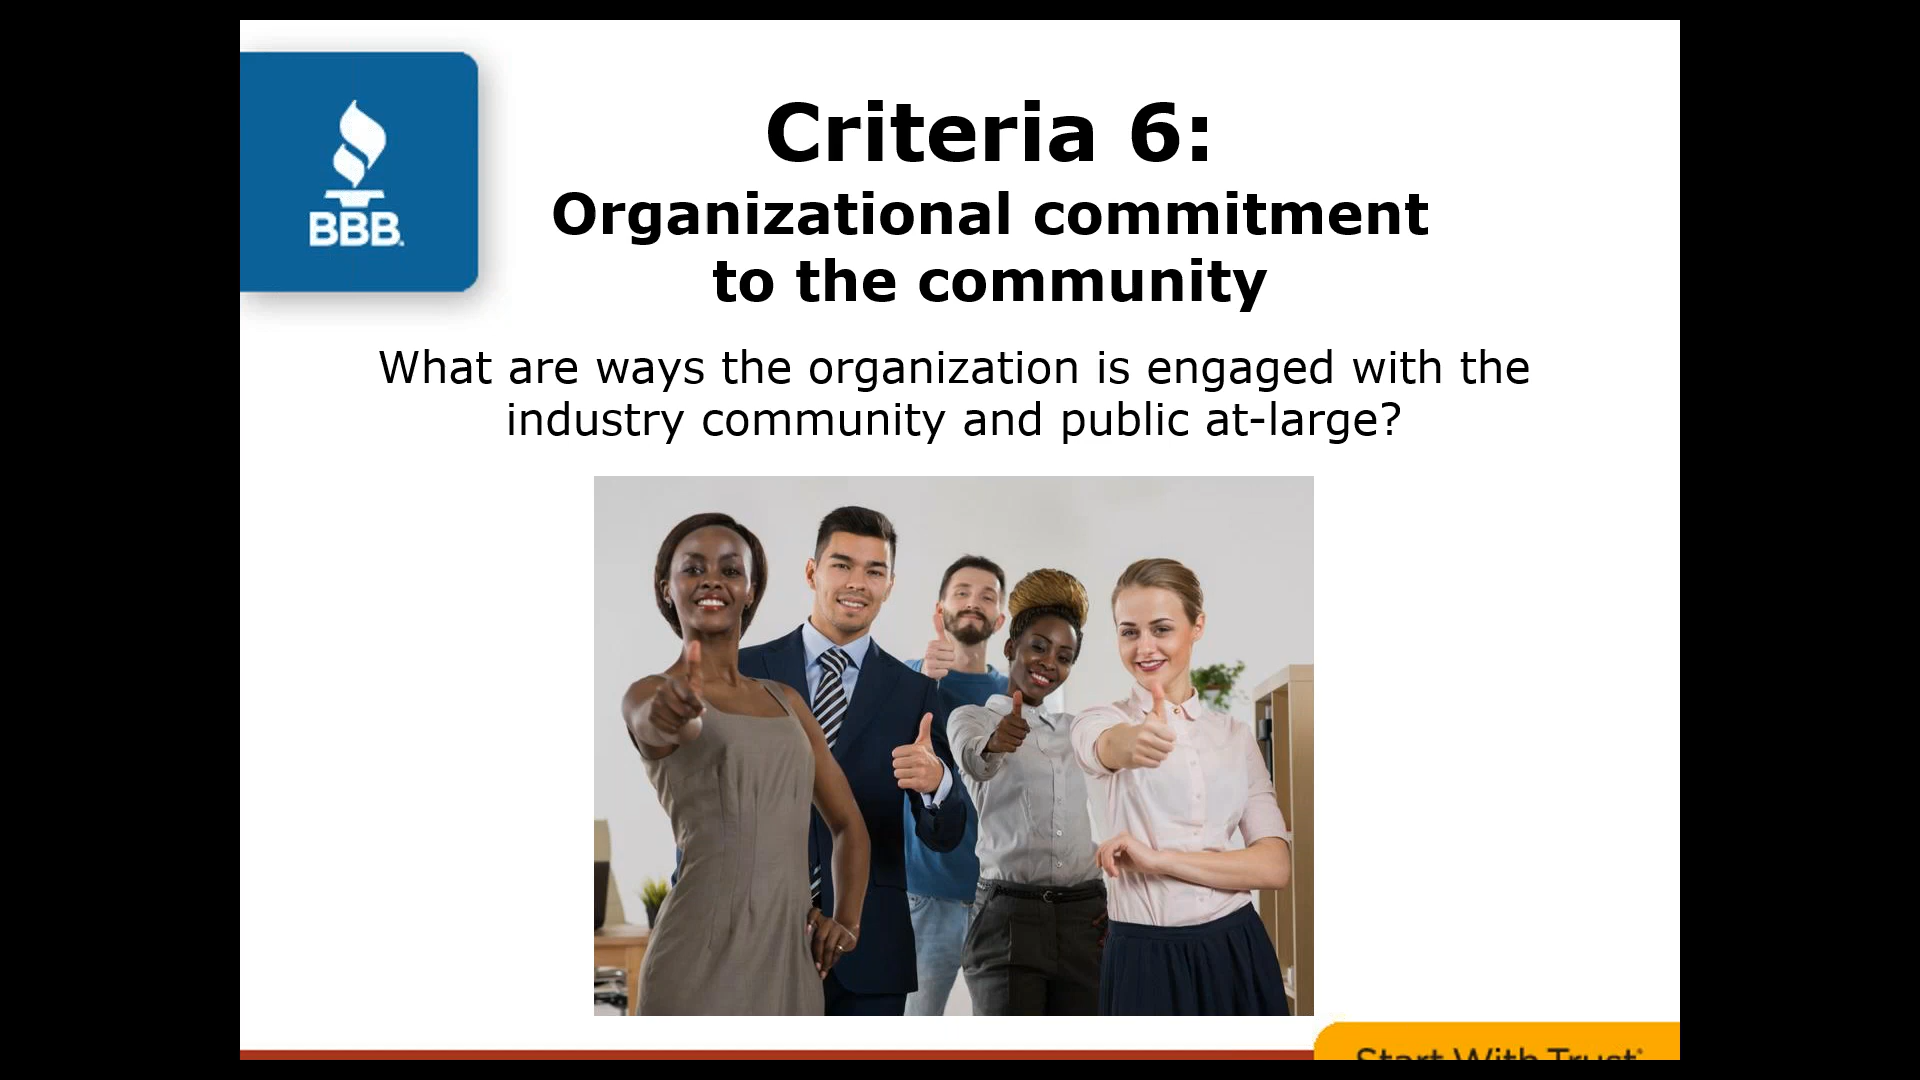 BBB.
Criteria 6:
Organizational commitment
to the community
What are ways the organization is engaged with the
industry community and public at-large?
Start With Trust®